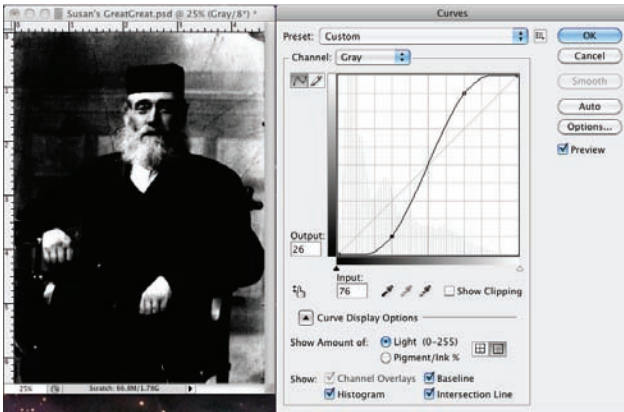 Susan's GreatGreat.psd @ 25% (Gray/8*) *
25%
Scratch: 66.8M/1.78G
Curves
Preset: Custom
Channel: Gray
Output:
26
Input:
76
Show Clipping
Curve Display Options
Show Amount of: Light (0-255)
Pigment/Ink %
Show: Channel Overlays Baseline
Histogram Intersection Line
OK
Cancel
Smooth
Auto
Options...
Preview